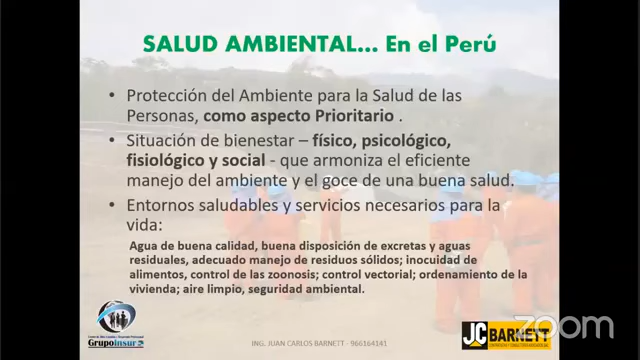 SALUD AMBIENTAL... En el Perú
• Protección del Ambiente para la Salud de las
Personas, como aspecto Prioritario .
• Situación de bienestar – físico, psicológico,
fisiológico y social - que armoniza el eficiente
manejo del ambiente y el goce de una buena salud.
• Entornos saludables y servicios necesarios para la
vida:
Agua de buena calidad, buena disposición de excretas y aguas
residuales, adecuado manejo de residuos sólidos; inocuidad de
alimentos, control de las zoonosis; control vectorial; ordenamiento de la
vivienda; aire limpio, seguridad ambiental.
Grupoinsur
ING. JUAN CARLOS BARNETT - 966164141
JC BARNETT
zoom